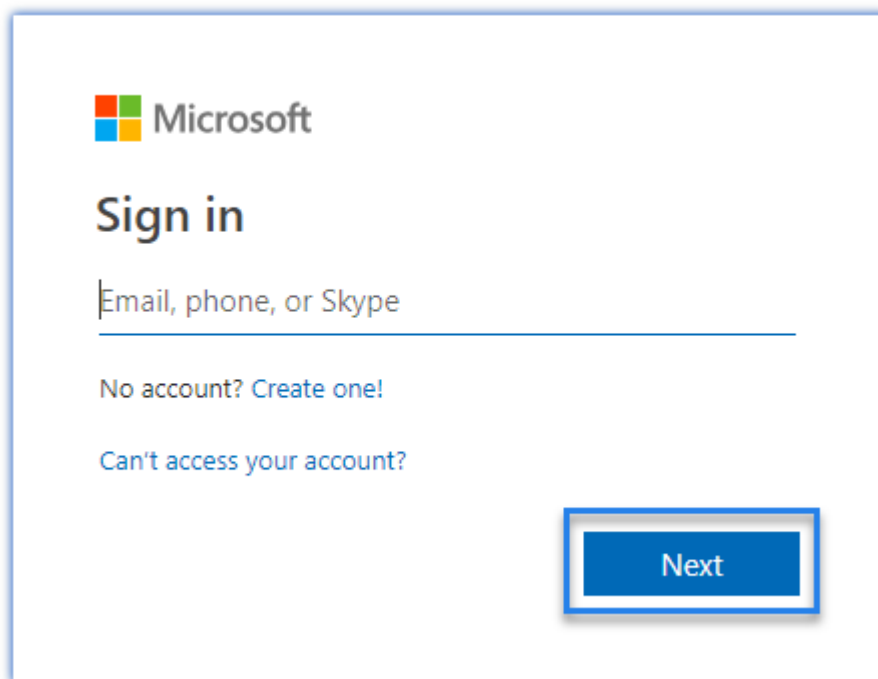 Microsoft
Sign in
Email, phone, or Skype
No account? Create one!
Can't access your account?
Next